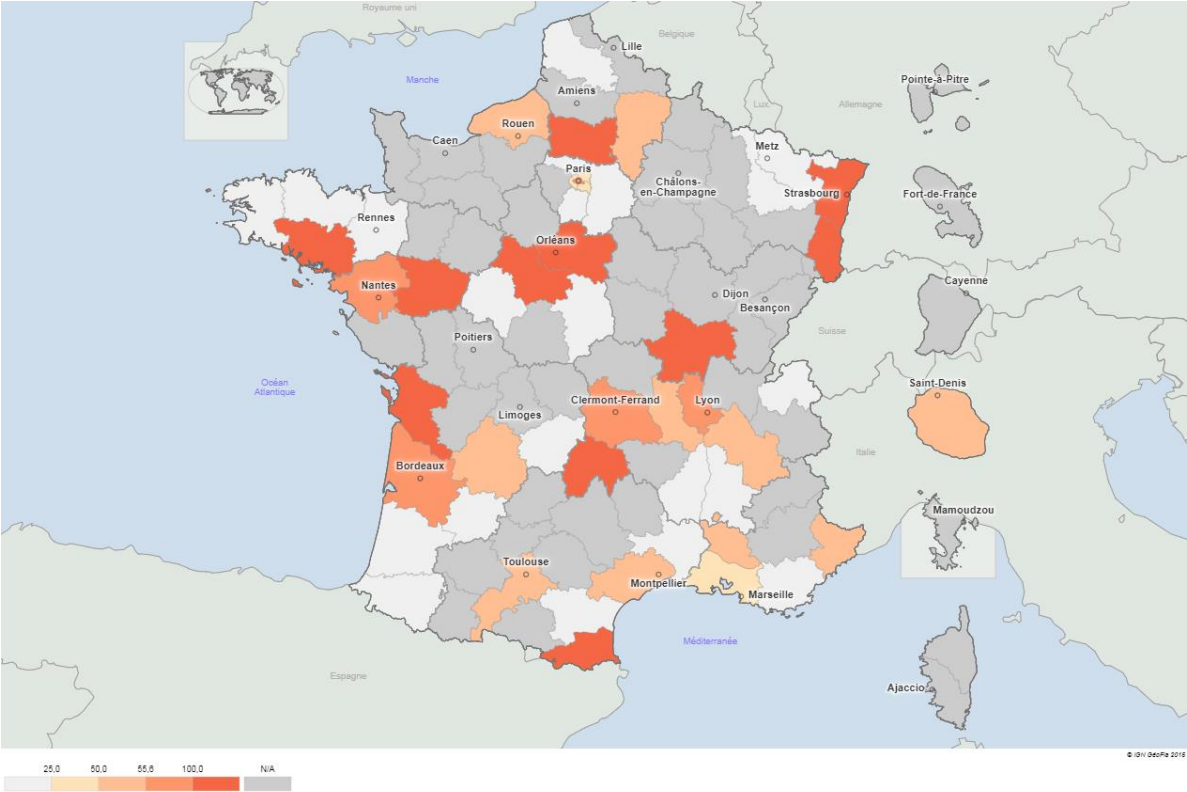 Royaume uni
Belgique
Lille
Manche
Pointe-à-Pitre
Amiens
Lux.
Allemagne
Rouen
Caen
Metz
Paris
Châlons-
en-Champagne
Strasbourg
Fort-de-France
Rennes
Orléans
Nantes
Dijon
Besançon
Cayenne
Poitiers
Suisse
Océan
Atlantique
Saint-Denis
Clermont-Ferrand
Lyon
Limoges
Italie
Bordeaux
Mamoudzou
Toulouse
Montpellier
Marseille
Méditerranée
Espagne
Ajaccio
© IGN GéoFla 2016
25,0 50,0 55,6 100,0 N/A